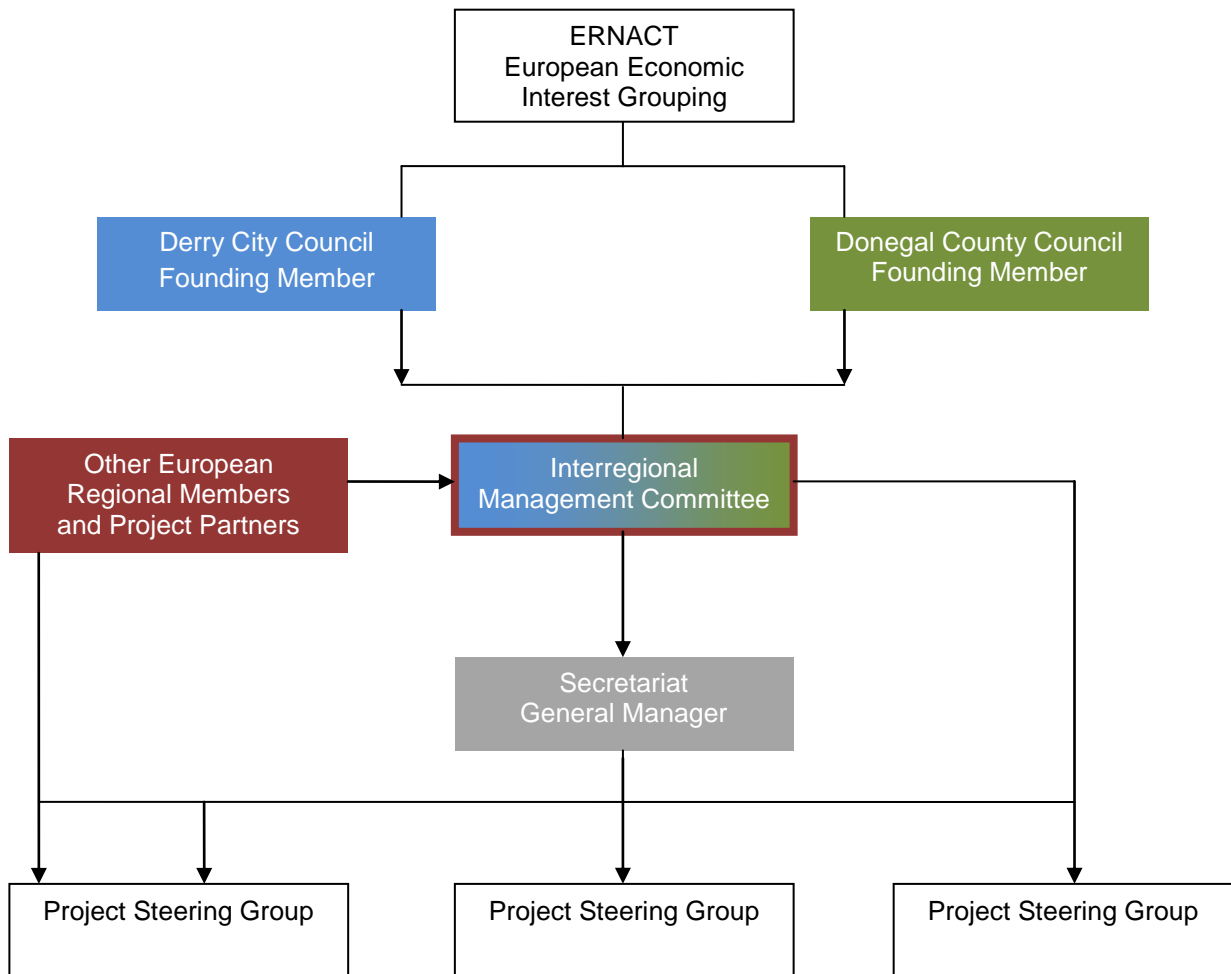 ERNACT
European Economic
Interest Grouping
Derry City Council
Founding Member
Donegal County Council
Founding Member
Other European
Regional Members
and Project Partners
Interregional
Management Committee
Secretariat
General Manager
Project Steering Group
Project Steering Group
Project Steering Group